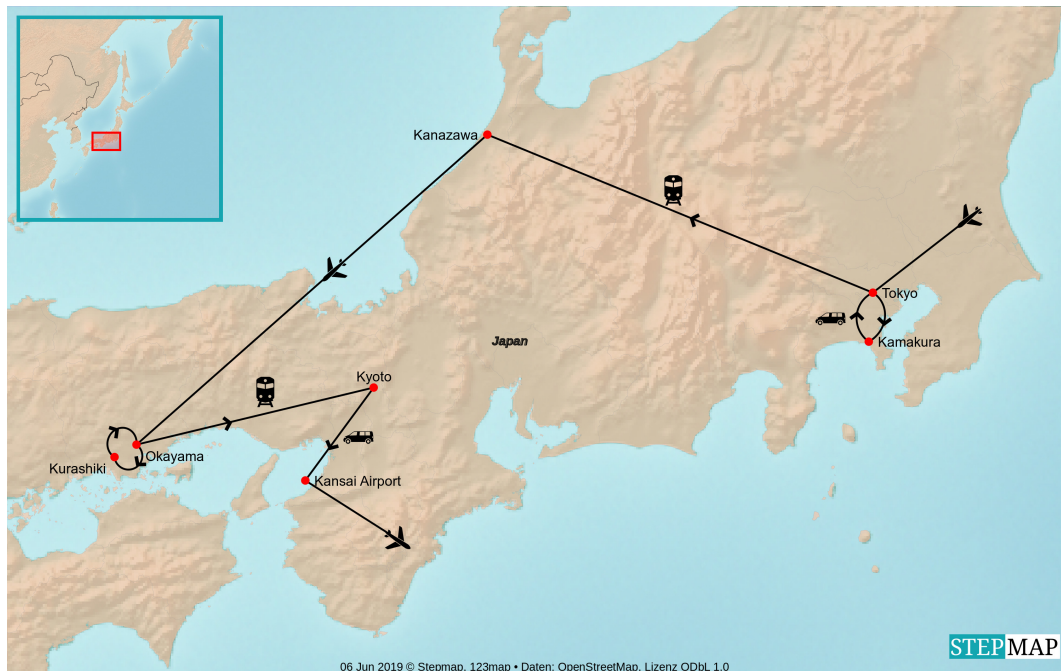 Kanazawa
Tokyo
Japan
Kamakura
Kyoto
Okayama
Kurashiki
Kansai Airport
STEPMAP
06 Jun 2019 © Stepmap, 123map • Daten: OpenStreetMap, Lizenz ODbL 1.0